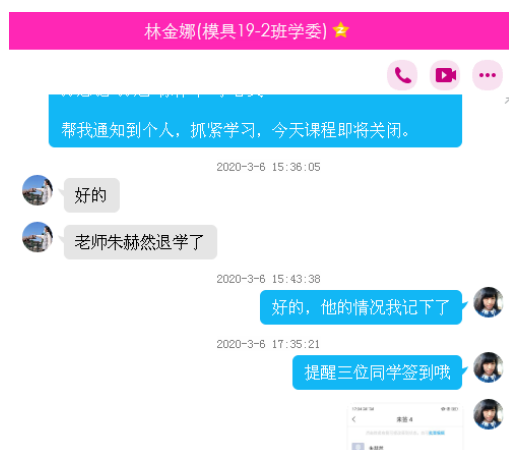 林金娜(模具19-2班学委)
帮我通知到个人，抓紧学习，今天课程即将关闭。
2020-3-6 15:36:05
好的
老师朱赫然退学了
2020-3-6 15:43:38
好的，他的情况我记下了
2020-3-6 17:35:21
提醒三位同学签到哦